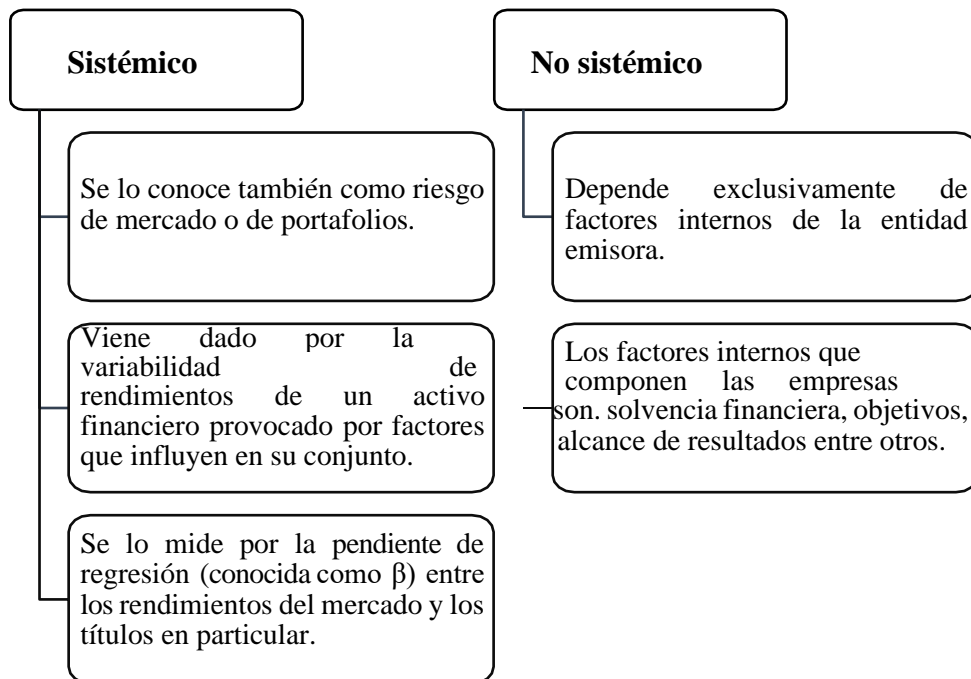 Sistémico
Se lo conoce también como riesgo
de mercado o de portafolios.
Viene dado por la
variabilidad de
rendimientos de un activo
financiero provocado por factores
que influyen en su conjunto.
Se lo mide por la pendiente de
regresión (conocida como β) entre
los rendimientos del mercado y los
títulos en particular.
No sistémico
Depende exclusivamente de
factores internos de la entidad
emisora.
Los factores internos que
componen las empresas
son. solvencia financiera, objetivos,
alcance de resultados entre otros.